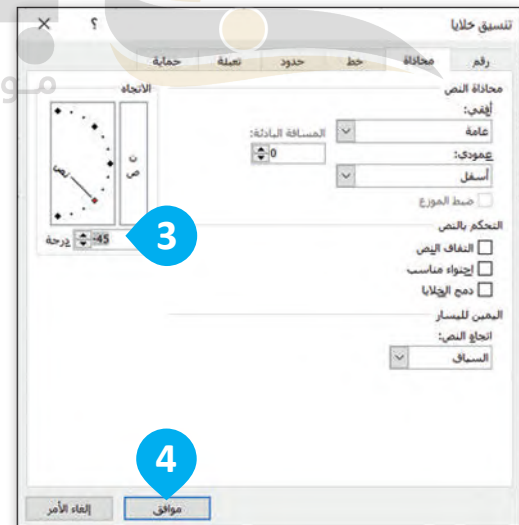 تنسيق خلايا ؟ ×
رقم محاذاة خط حدود تعبئة حماية
محاذاة النص
أفقي:
عامة
المسافة البادئة:
0
عمودي:
أسفل
ضبط الموزع
التحكم بالنص
التفاف النص
احتواء مناسب
دمج الخلايا
اليمين لليسار
اتجاه النص:
السياق
الاتجاه
ن
ص
نص
-45 درجة
3
4
موافق
إلغاء الأمر